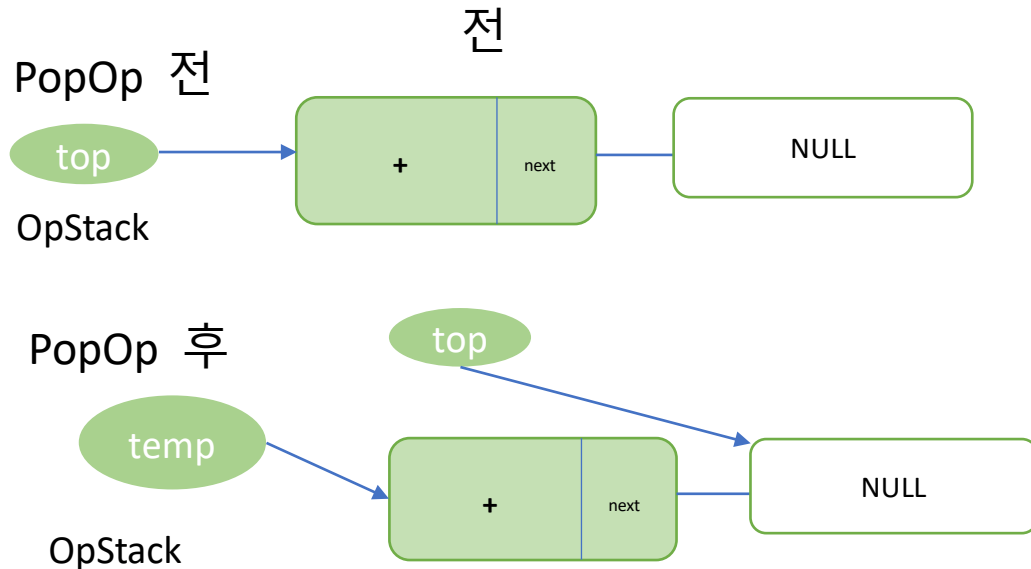 전
PopOp 전
top
+
next
NULL
OpStack
PopOp 후
top
temp
+
next
NULL
OpStack